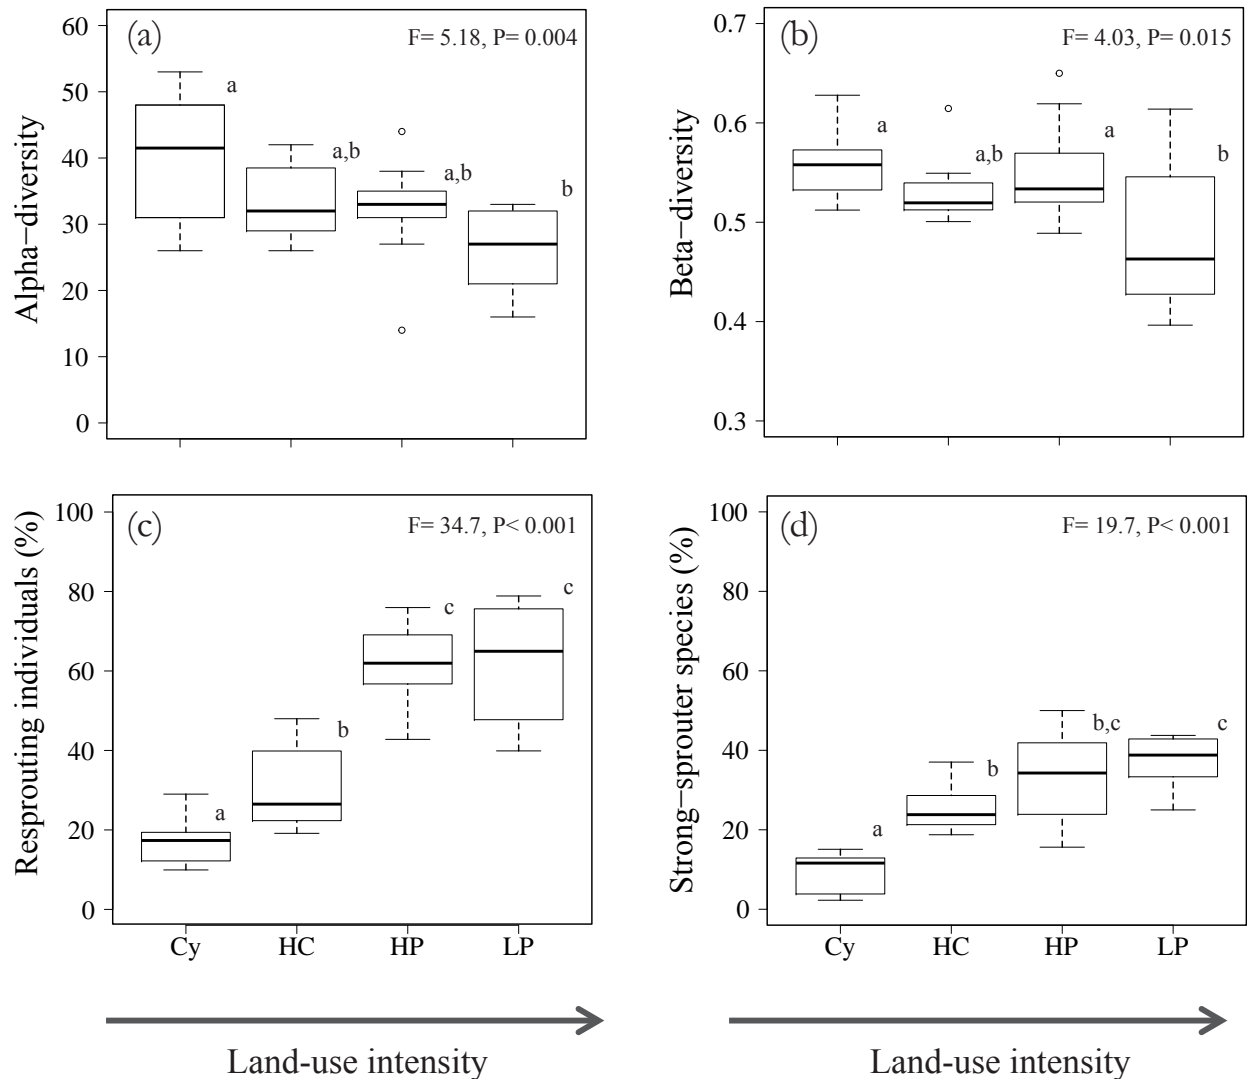 (a)
F= 5.18, P= 0.004
Alpha−diversity
60
50
40
30
20
10
0
a
a,b
a,b
b
(b)
F= 4.03, P= 0.015
Beta−diversity
0.7
0.6
0.5
0.4
0.3
a
a,b
a
b
(c)
F= 34.7, P< 0.001
Resprouting individuals (%)
100
80
60
40
20
0
a
b
c
c
Cy HC HP LP
Land-use intensity
(d)
F= 19.7, P< 0.001
Strong−sprouter species (%)
100
80
60
40
20
0
a
b
b,c
c
Cy HC HP LP
Land-use intensity